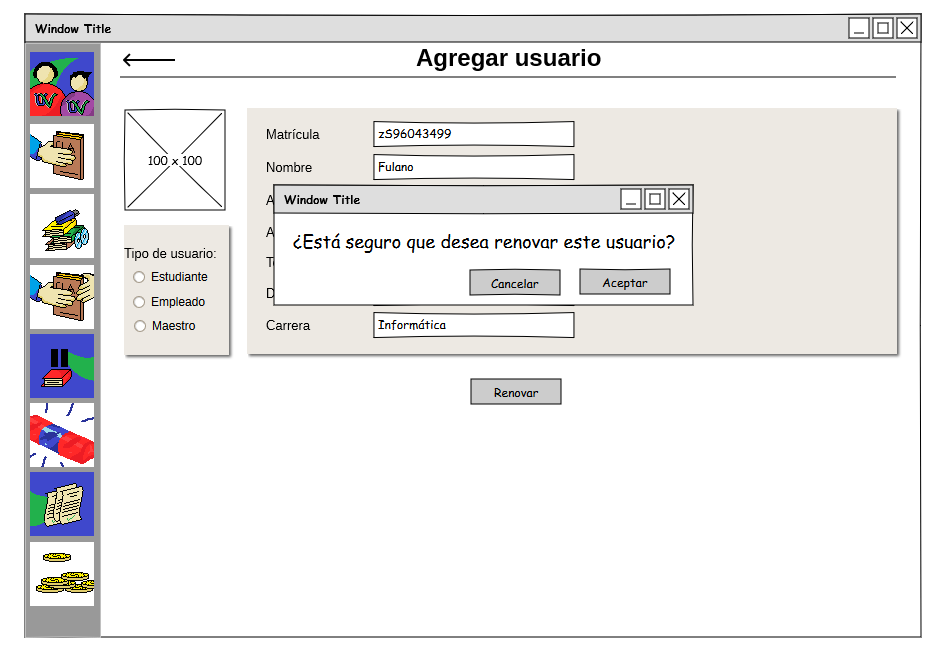 Window Title
Agregar usuario
100 x 100
Matrícula
zS96043499
Nombre
Fulano
A
Window Title
A
¿Está seguro que desea renovar este usuario?
Tipo de usuario:
T
Estudiante
Cancelar
Aceptar
D
Empleado
Maestro
Carrera
Informática
Renovar